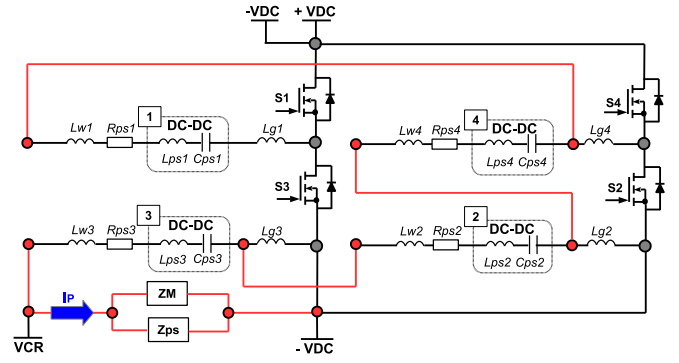 -VDC + VDC
S1
S4
1
4
Lw1 Rps1 DC-DC Lg1
Lps1 Cps1
Lw4 Rps4 DC-DC Lg4
Lps4 Cps4
S3
S2
3
2
Lw3 Rps3 DC-DC Lg3
Lps3 Cps3
Lw2 Rps2 DC-DC Lg2
Lps2 Cps2
IP
ZM
Zps
VCR
- VDC